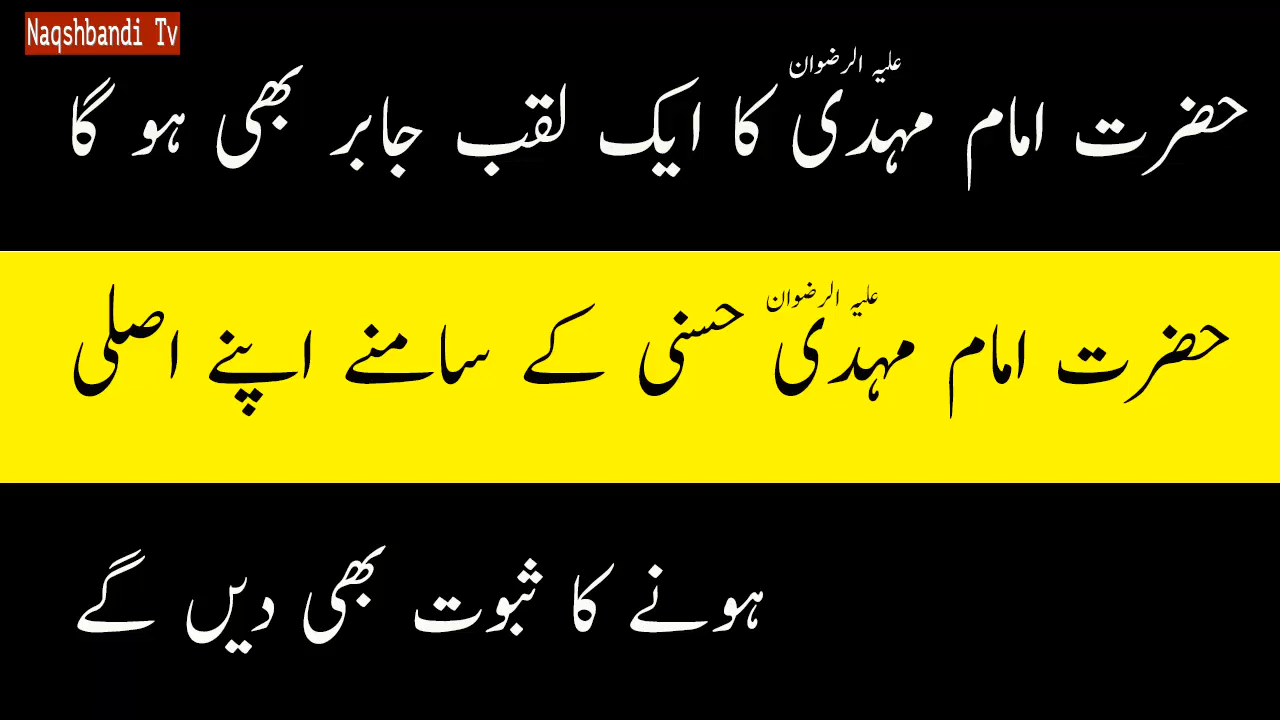 Naqshbandi Tv
حضرت امام مہدی علیہ الرضوان کا ایک لقب جابر بھی ہو گا
حضرت امام مہدی علیہ الرضوان حسنی کے سامنے اپنے اصلی
ہونے کا ثبوت بھی دیں گے